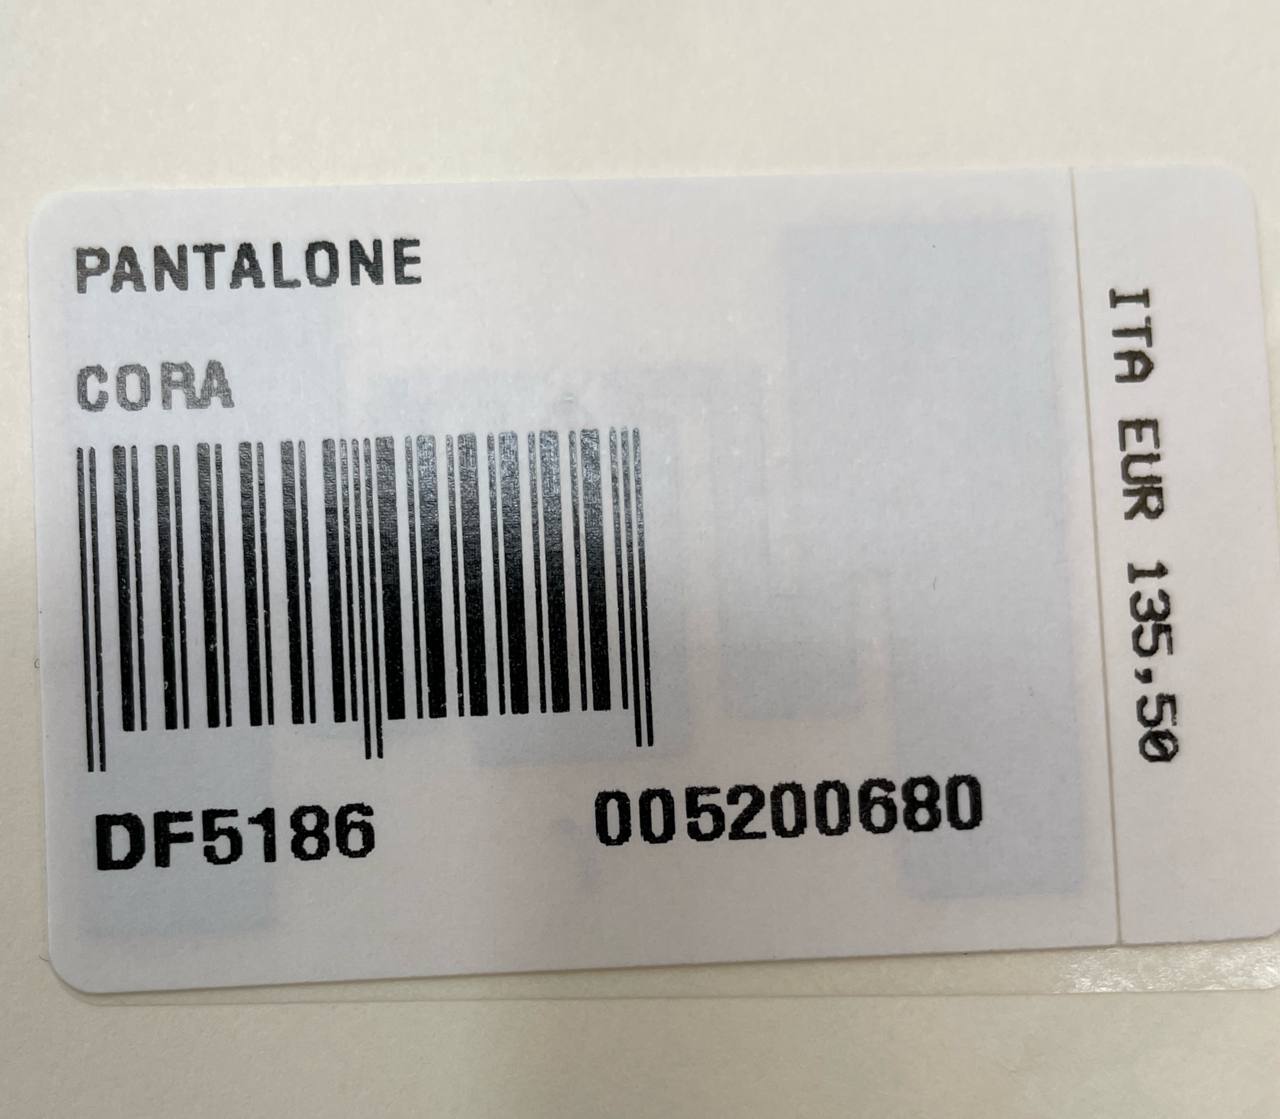 PANTALONE
CORA
DF5186 005200680
ITA EUR 135,50